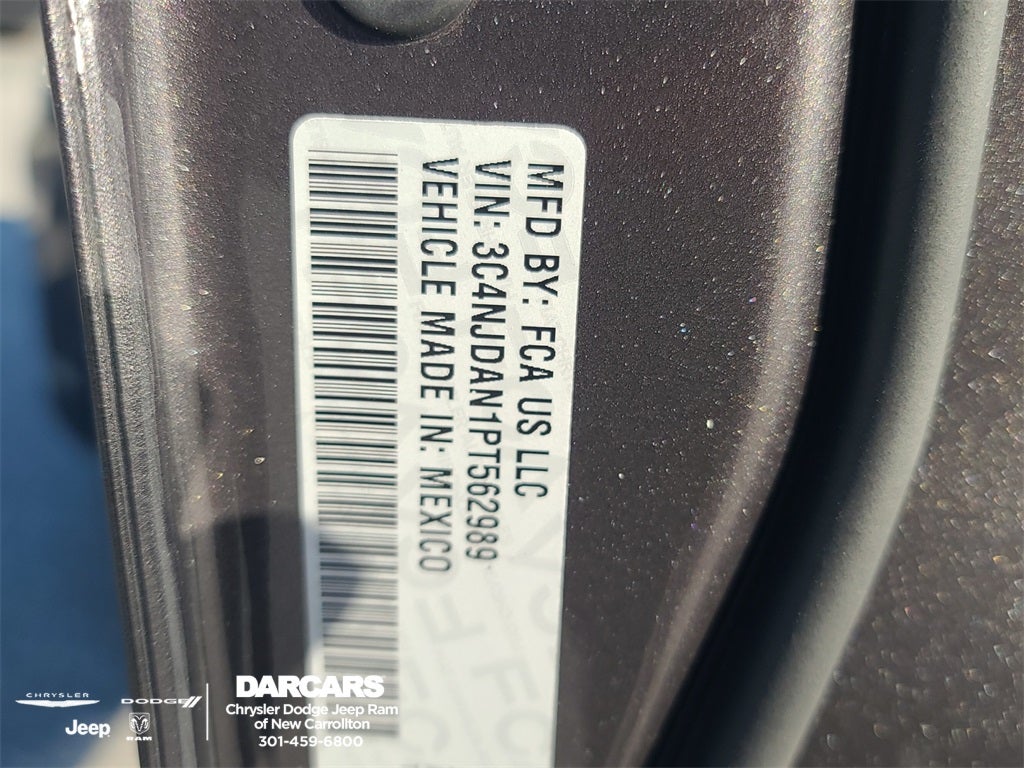 MFD BY: FCA US LLC
VIN: 3C4NJDAN1PT562989
VEHICLE MADE IN: MEXICO
CHRYSLER
DODGE
Jeep
RAM
DARCARS
Chrysler Dodge Jeep Ram
of New Carrollton
301-459-6800